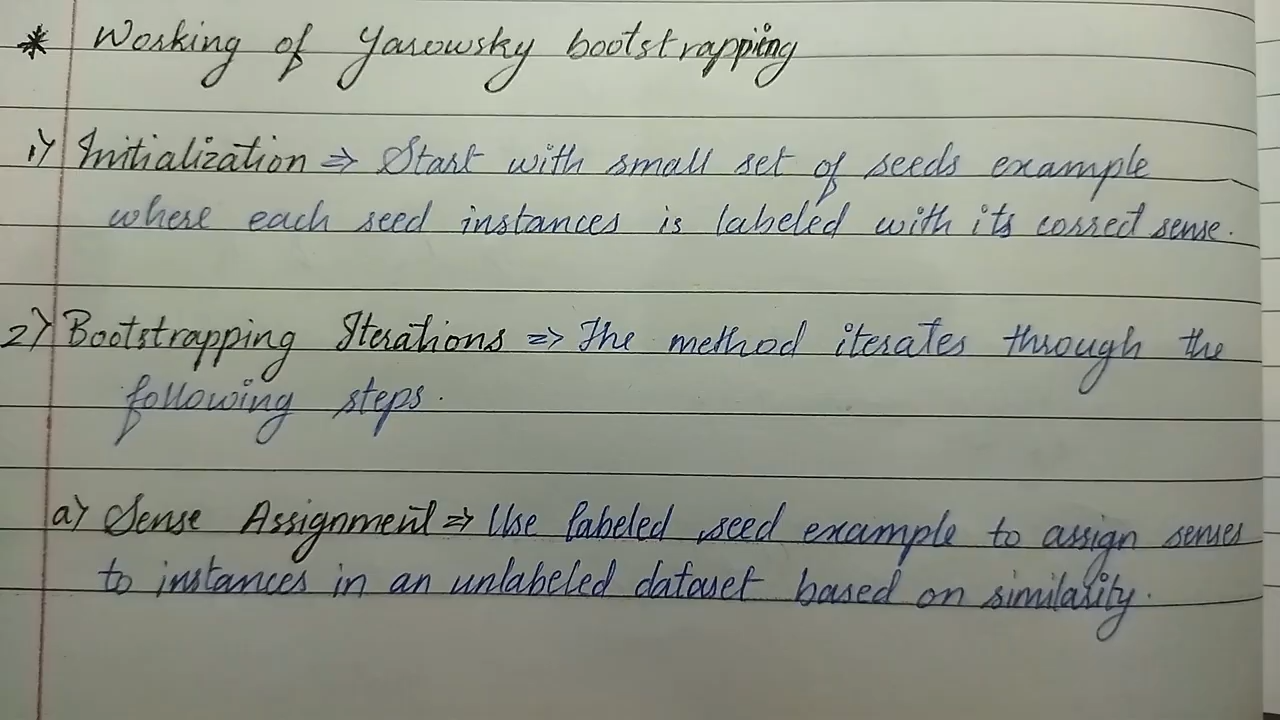 * Working of Yarowsky bootstrapping
1) Initialization ⇒ Start with small set of seeds example
where each seed instances is labeled with its correct sense.
2) Bootstrapping Iterations ⇒ The method iterates through the
following steps.
a) Sense Assignment ⇒ Use labeled seed example to assign senses
to instances in an unlabeled dataset based on similarity.